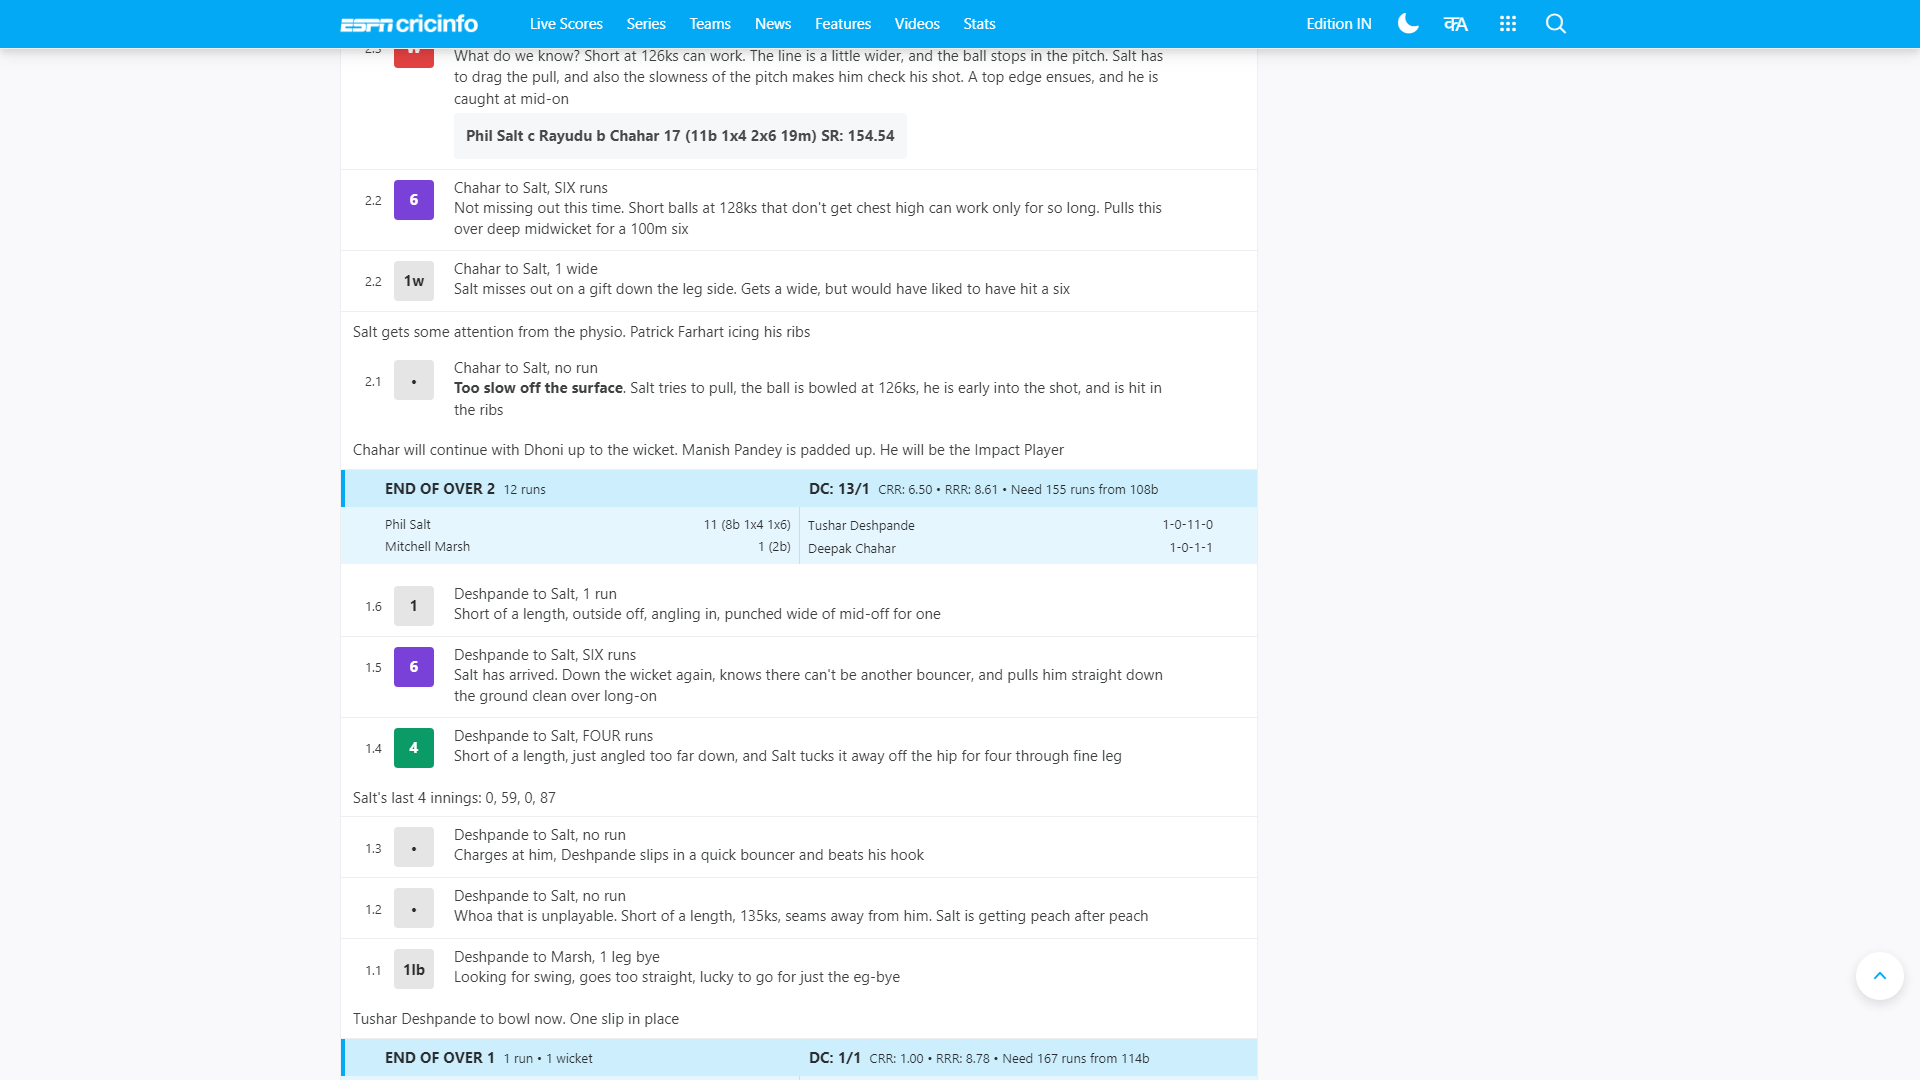 ESPN cricinfo Live Scores Series Teams News Features Videos Stats Edition IN
What do we know? Short at 126ks can work. The line is a little wider, and the ball stops in the pitch. Salt has
to drag the pull, and also the slowness of the pitch makes him check his shot. A top edge ensues, and he is
caught at mid-on
Phil Salt c Rayudu b Chahar 17 (11b 1x4 2x6 19m) SR: 154.54
Chahar to Salt, SIX runs
2.2 6
Not missing out this time. Short balls at 128ks that don't get chest high can work only for so long. Pulls this
over deep midwicket for a 100m six
Chahar to Salt, 1 wide
2.2 1w
Salt misses out on a gift down the leg side. Gets a wide, but would have liked to have hit a six
Salt gets some attention from the physio. Patrick Farhart icing his ribs
Chahar to Salt, no run
2.1 •
Too slow off the surface. Salt tries to pull, the ball is bowled at 126ks, he is early into the shot, and is hit in
the ribs
Chahar will continue with Dhoni up to the wicket. Manish Pandey is padded up. He will be the Impact Player
END OF OVER 2 12 runs DC: 13/1 CRR: 6.50 • RRR: 8.61 • Need 155 runs from 108b
Phil Salt 11 (8b 1x4 1x6) Tushar Deshpande 1-0-11-0
Mitchell Marsh 1 (2b) Deepak Chahar 1-0-1-1
Deshpande to Salt, 1 run
1.6 1
Short of a length, outside off, angling in, punched wide of mid-off for one
Deshpande to Salt, SIX runs
1.5 6
Salt has arrived. Down the wicket again, knows there can't be another bouncer, and pulls him straight down
the ground clean over long-on
Deshpande to Salt, FOUR runs
1.4 4
Short of a length, just angled too far down, and Salt tucks it away off the hip for four through fine leg
Salt's last 4 innings: 0, 59, 0, 87
Deshpande to Salt, no run
1.3 •
Charges at him, Deshpande slips in a quick bouncer and beats his hook
Deshpande to Salt, no run
1.2 •
Whoa that is unplayable. Short of a length, 135ks, seams away from him. Salt is getting peach after peach
Deshpande to Marsh, 1 leg bye
1.1 1lb
Looking for swing, goes too straight, lucky to go for just the eg-bye
Tushar Deshpande to bowl now. One slip in place
END OF OVER 1 1 run • 1 wicket DC: 1/1 CRR: 1.00 • RRR: 8.78 • Need 167 runs from 114b